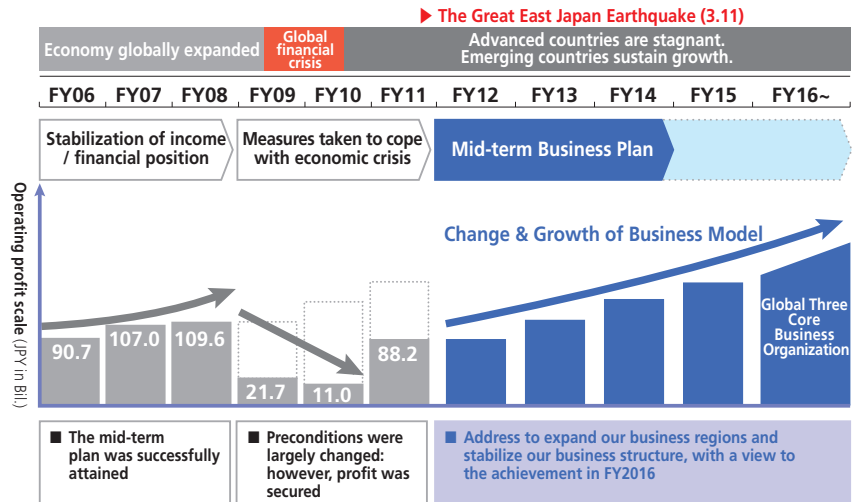 ▶ The Great East Japan Earthquake (3.11)
Economy globally expanded
Global
financial
crisis
Advanced countries are stagnant.
Emerging countries sustain growth.
FY06 FY07 FY08 FY09 FY10 FY11 FY12 FY13 FY14 FY15 FY16~
Stabilization of income
/ financial position
Measures taken to cope
with economic crisis
Mid-term Business Plan
Operating profit scale (JPY in Bil.)
Change & Growth of Business Model
90.7
107.0
109.6
21.7
11.0
88.2
Global Three
Core
Business
Organization
■ The mid-term
plan was successfully
attained
■ Preconditions were
largely changed:
however, profit was
secured
■ Address to expand our business regions and
stabilize our business structure, with a view to
the achievement in FY2016